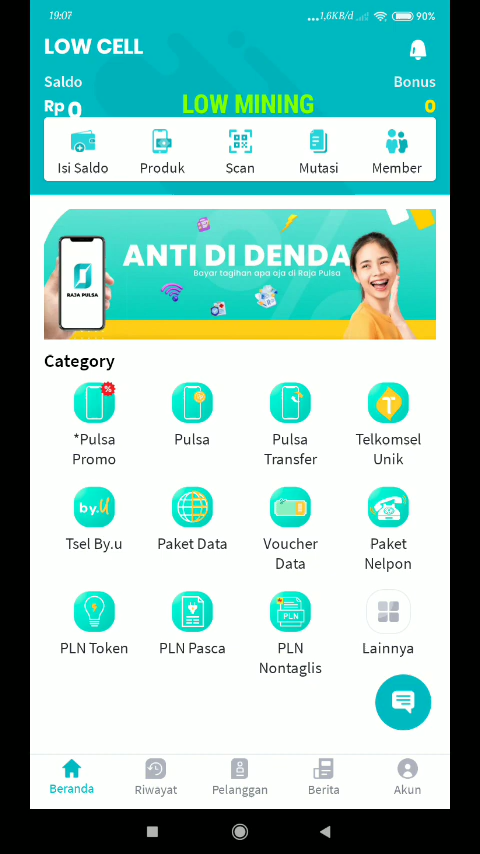 19:07
...1,6KB/d
90%
LOW CELL
Saldo
Bonus
Rp 0
LOW MINING
0
Isi Saldo
Produk
Scan
Mutasi
Member
ANTI DI DENDA
Bayar tagihan apa aja di Raja Pulsa
RAJA PULSA
Category
%
*Pulsa
Promo
Pulsa
Pulsa
Transfer
Telkomsel
Unik
by.U
Tsel By.u
Paket Data
Voucher
Data
Paket
Nelpon
PLN Token
PLN Pasca
PLN
PLN
Nontaglis
Lainnya
Beranda
Riwayat
Pelanggan
Berita
Akun